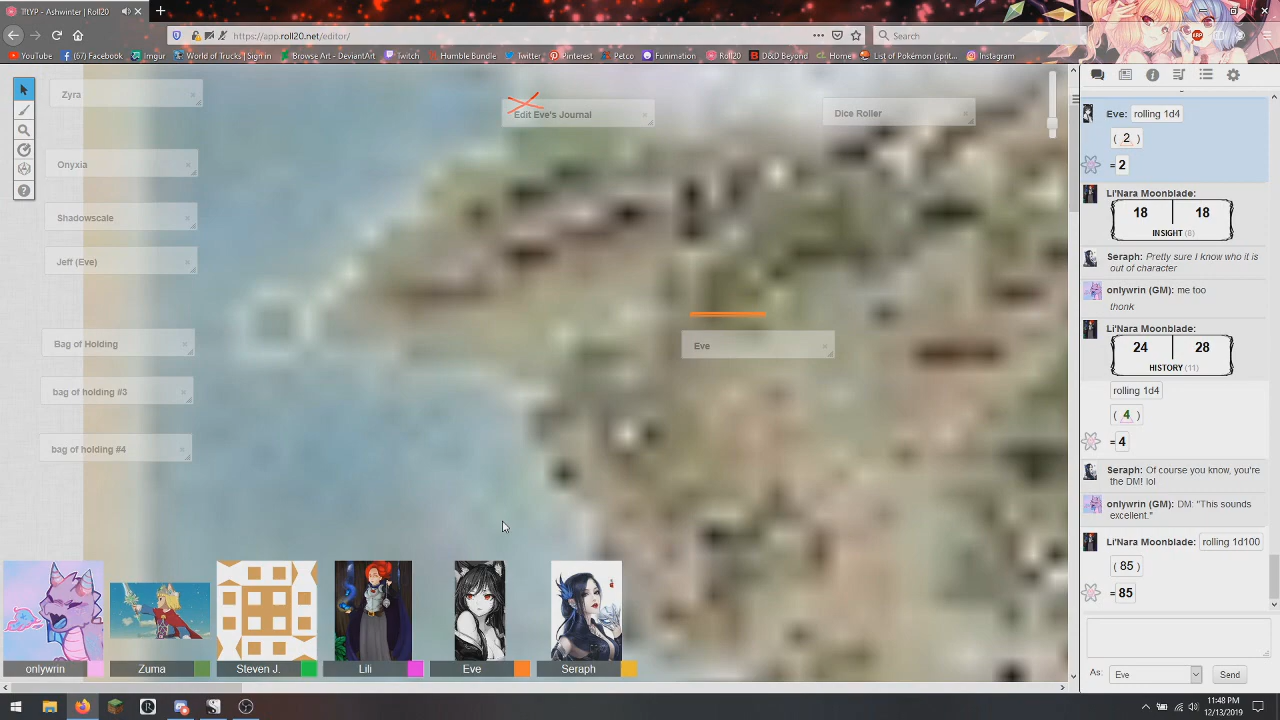 TftYP - Ashwinter | Roll20
https://app.roll20.net/editor/
Search
YouTube (6) Facebook Imgur World of Trucks | Sign in Browse Art - DeviantArt Twitch Humble Bundle Twitter Pinterest Petco Funimation Roll20 D&D Beyond Home List of Pokémon (sprit... Instagram
Zyra
Edit Eve's Journal
Dice Roller
Onyxia
Shadowscale
Jeff (Eve)
Bag of Holding
Eve
bag of holding #3
bag of holding #4
onlywrin
Zuma
Steven J.
Lili
Eve
Seraph
Eve: rolling 1d4
( 2 )
= 2
Li'Nara Moonblade:
18 18
INSIGHT (8)
Seraph: Pretty sure I know who it is
out of character
onlywrin (GM): me too
thonk
Li'Nara Moonblade:
24 28
HISTORY (11)
rolling 1d4
( 4 )
= 4
Seraph: Of course you know, you're
the DM! lol
onlywrin (GM): DM: "This sounds
excellent."
Li'Nara Moonblade: rolling 1d100
( 85 )
= 85
As: Eve Send
11:48 PM
12/13/2019